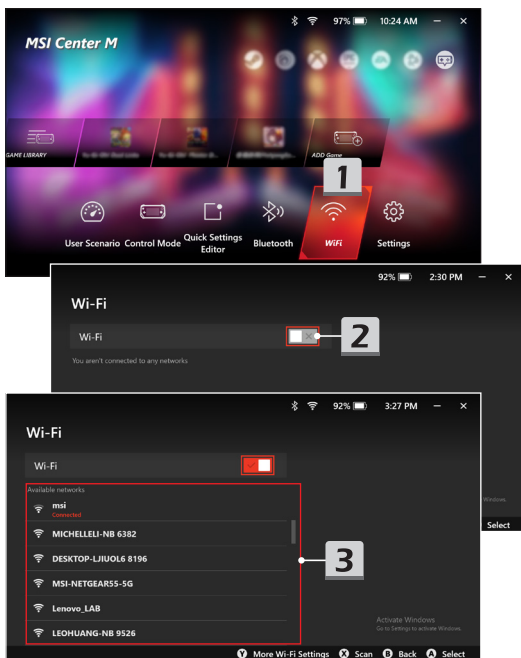 97% 10:24 AM
MSI Center M
GAME LIBRARY
ADD Game
1
User Scenario Control Mode Quick Settings Editor Bluetooth WiFi Settings
92% 2:30 PM
Wi-Fi
Wi-Fi
2
You aren't connected to any networks
Windows.
Select
92% 3:27 PM
Wi-Fi
Wi-Fi
Available networks
msi
Connected
MICHELLELI-NB 6382
DESKTOP-LJIUOL6 8196
3
MSI-NETGEAR55-5G
Lenovo_LAB
LEOHUANG-NB 9526
Activate Windows
Go to Settings to activate Windows.
Y More Wi-Fi Settings X Scan B Back A Select